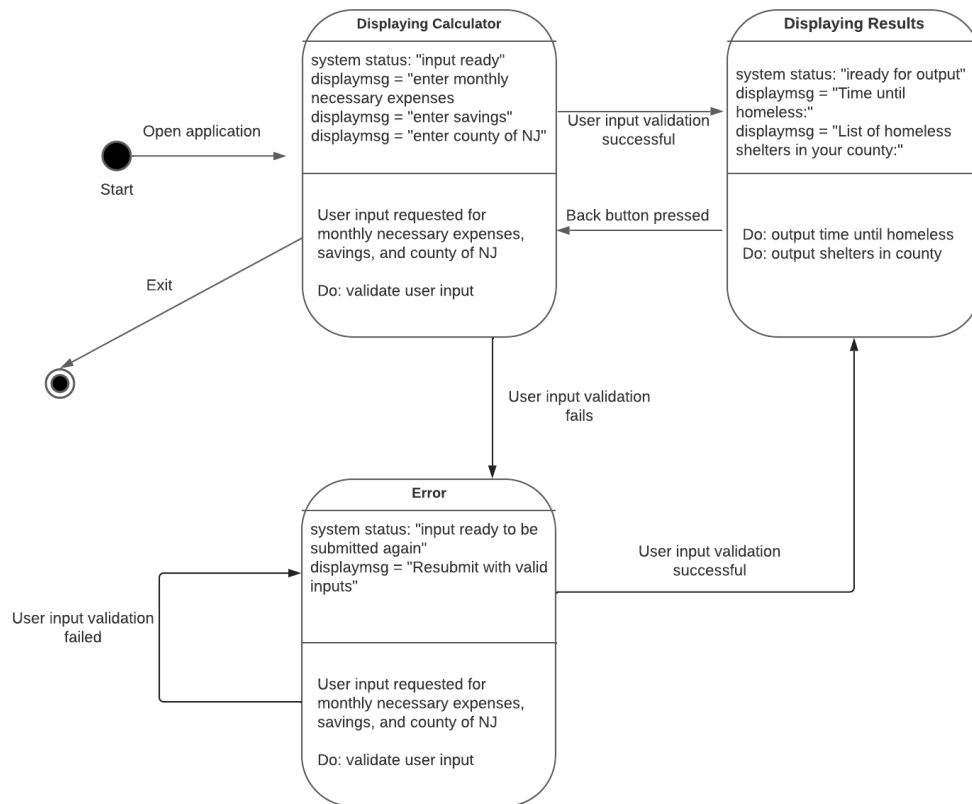 Displaying Calculator
system status: "input ready"
displaymsg = "enter monthly
necessary expenses
displaymsg = "enter savings"
displaymsg = "enter county of NJ"
User input requested for
monthly necessary expenses,
savings, and county of NJ
Do: validate user input
Displaying Results
system status: "iready for output"
displaymsg = "Time until
homeless:"
displaymsg = "List of homeless
shelters in your county:"
Do: output time until homeless
Do: output shelters in county
Open application
Start
User input validation
successful
Back button pressed
Exit
User input validation
fails
Error
system status: "input ready to be
submitted again"
displaymsg = "Resubmit with valid
inputs"
User input requested for
monthly necessary expenses,
savings, and county of NJ
Do: validate user input
User input validation
successful
User input validation
failed